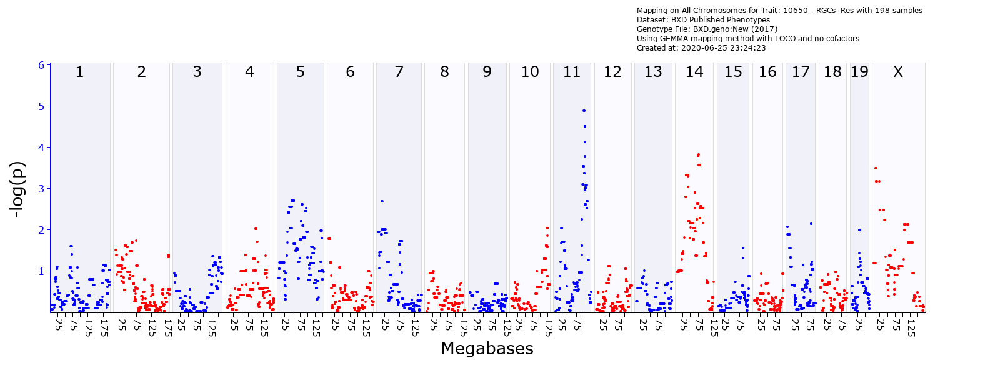 Mapping on All Chromosomes for Trait: 10650 - RGCs_Res with 198 samples
Dataset: BXD Published Phenotypes
Genotype File: BXD.geno:New (2017)
Using GEMMA mapping method with LOCO and no cofactors
Created at: 2020-06-25 23:24:23
1 2 3 4 5 6 7 8 9 10 11 12 13 14 15 16 17 18 19 X
6
5
4
3
2
1
-log(p)
25 75 125 175 25 75 125 175 25 75 125 25 75 125 25 75 125 25 75 125 25 75 125 25 75 125 25 75 125 25 75 125 25 75 25 75 25 75 25 75 125 25 75 25 75 25 75 25 75 25 25 75 125
Megabases